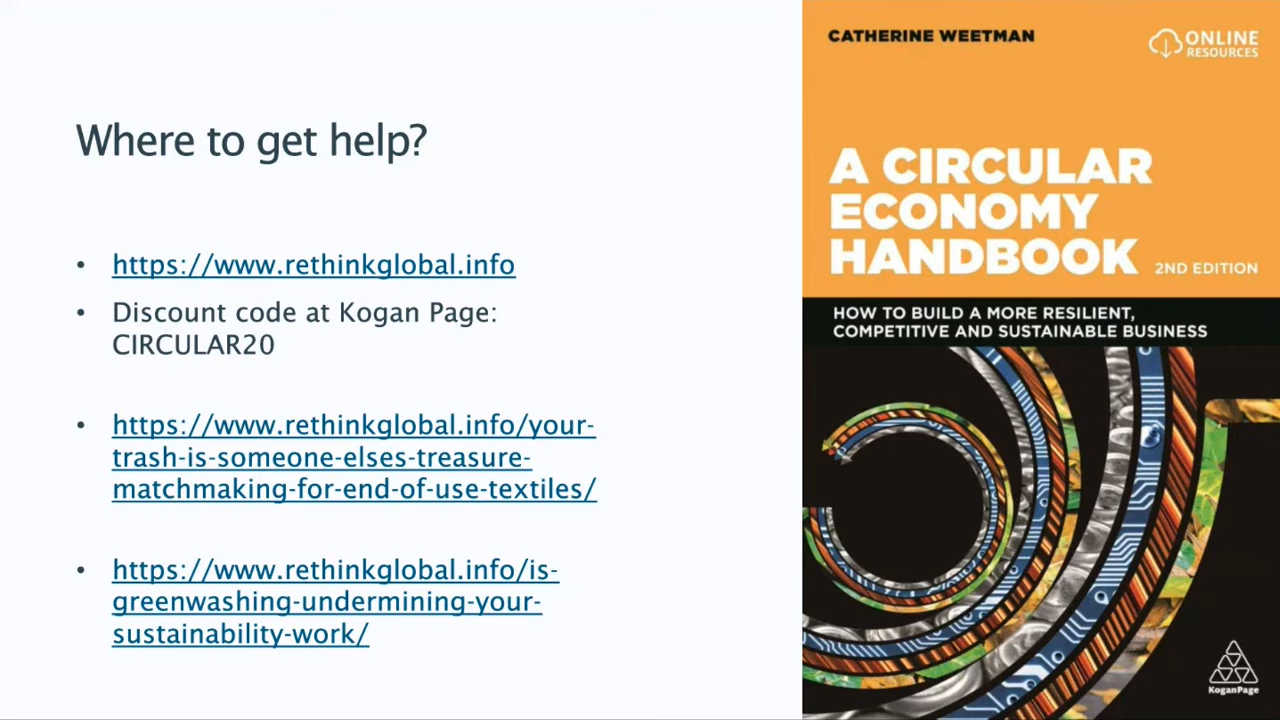 Where to get help?
• https://www.rethinkglobal.info
• Discount code at Kogan Page:
CIRCULAR20
• https://www.rethinkglobal.info/your-
trash-is-someone-elses-treasure-
matchmaking-for-end-of-use-textiles/
• https://www.rethinkglobal.info/is-
greenwashing-undermining-your-
sustainability-work/
CATHERINE WEETMAN
ONLINE
RESOURCES
A CIRCULAR
ECONOMY
HANDBOOK 2ND EDITION
HOW TO BUILD A MORE RESILIENT,
COMPETITIVE AND SUSTAINABLE BUSINESS
KoganPage